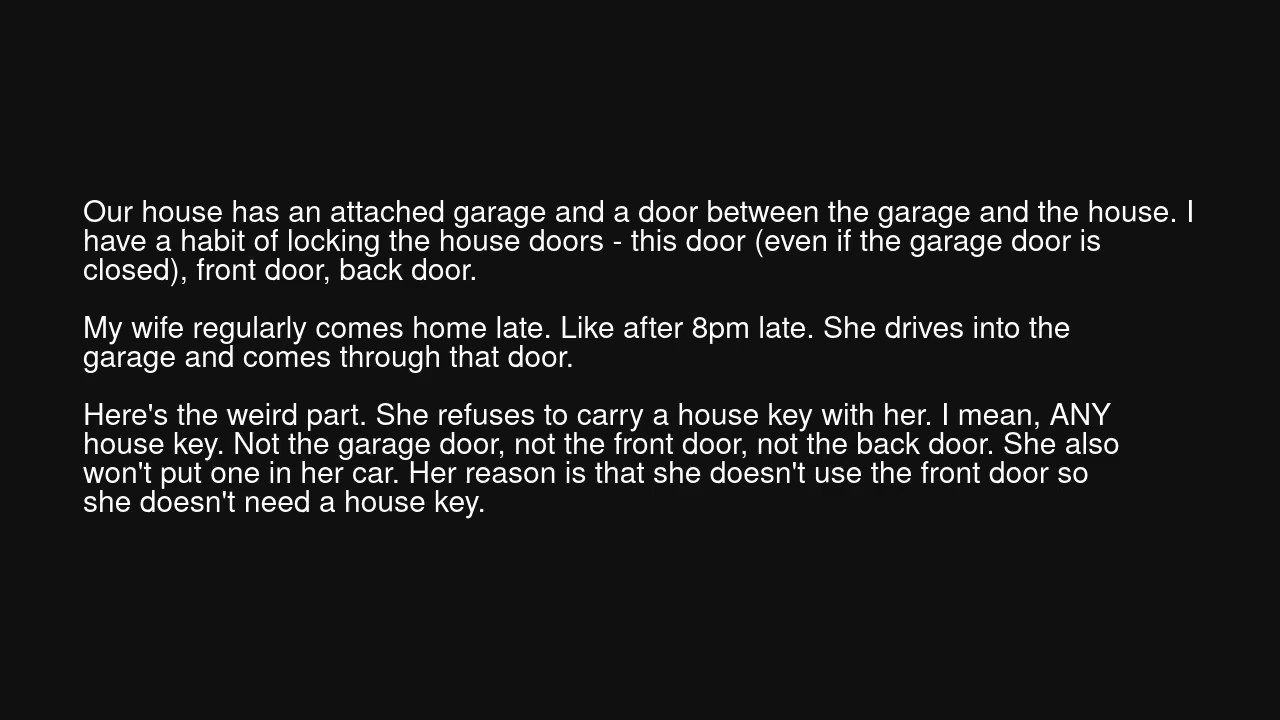 Our house has an attached garage and a door between the garage and the house. I
have a habit of locking the house doors - this door (even if the garage door is
closed), front door, back door.
My wife regularly comes home late. Like after 8pm late. She drives into the
garage and comes through that door.
Here's the weird part. She refuses to carry a house key with her. I mean, ANY
house key. Not the garage door, not the front door, not the back door. She also
won't put one in her car. Her reason is that she doesn't use the front door so
she doesn't need a house key.